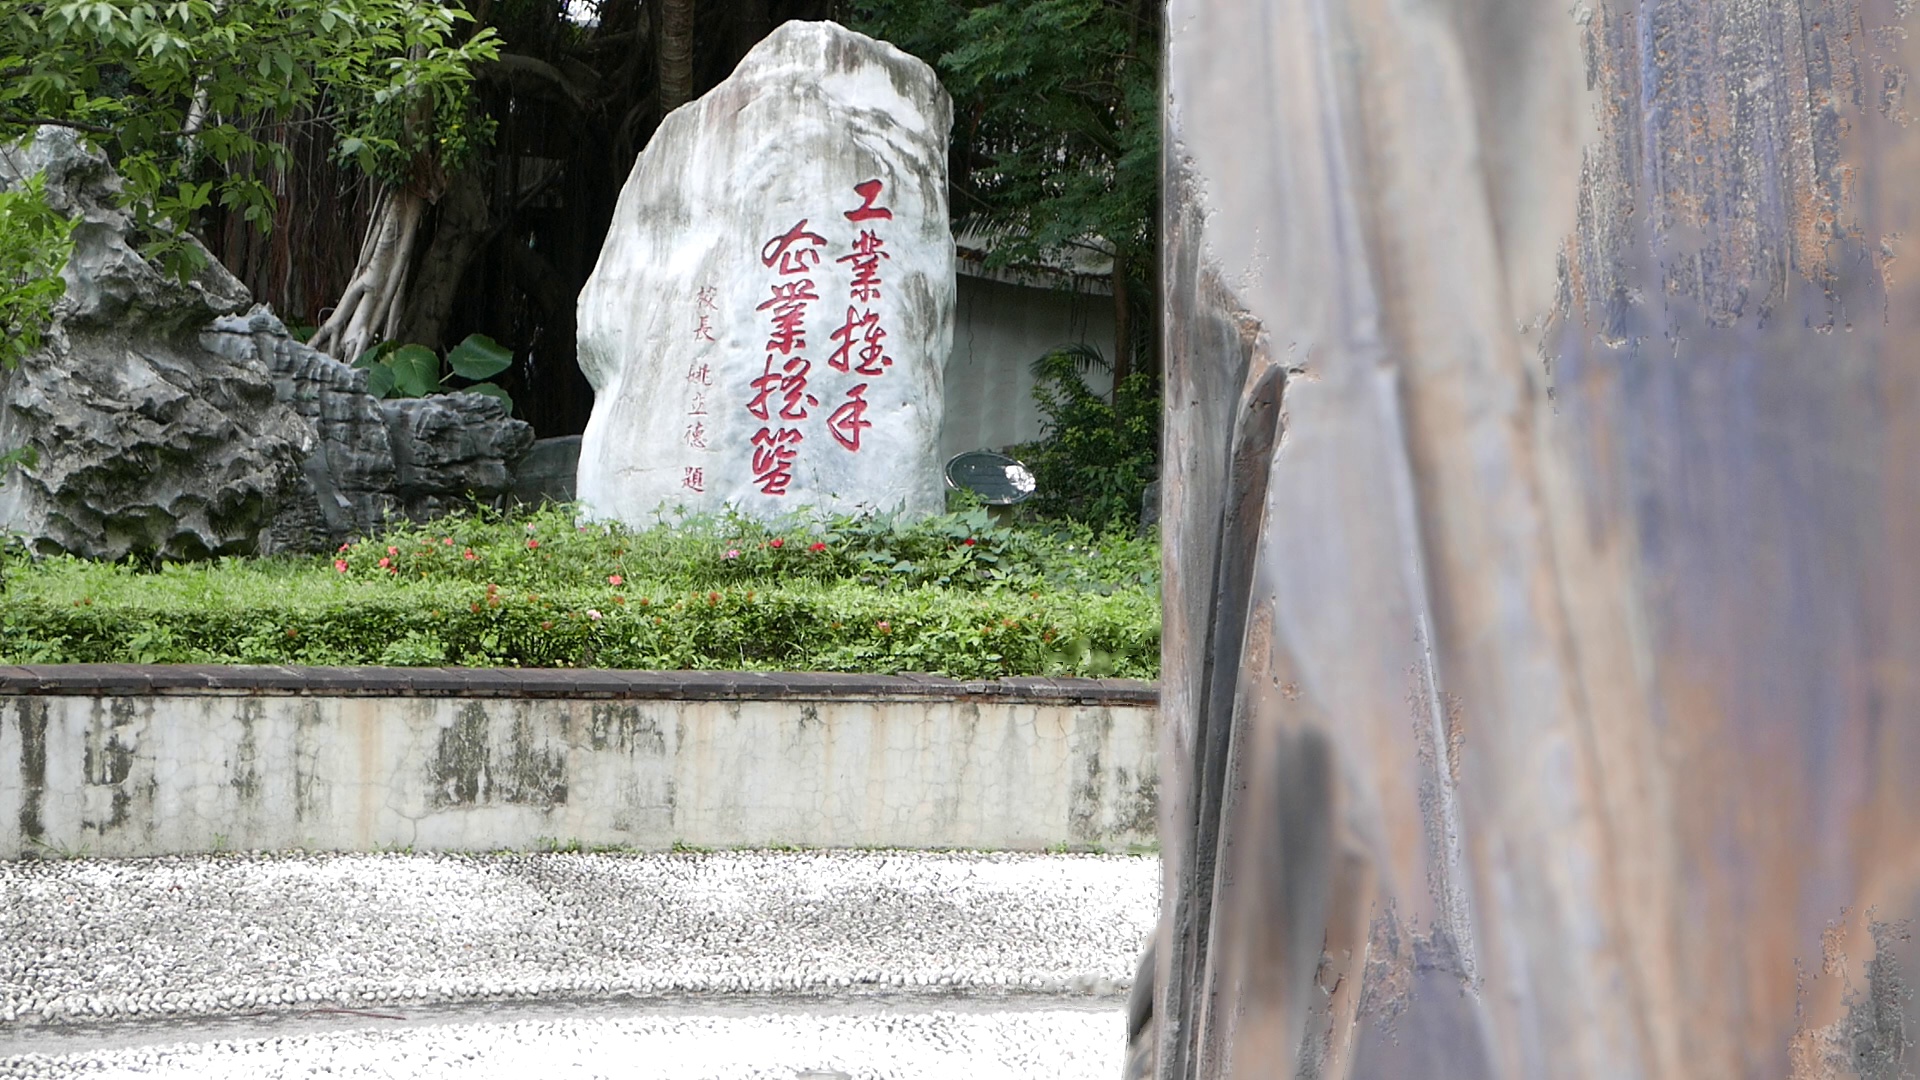 工業推手
企業搖籃
校長 姚立德 題